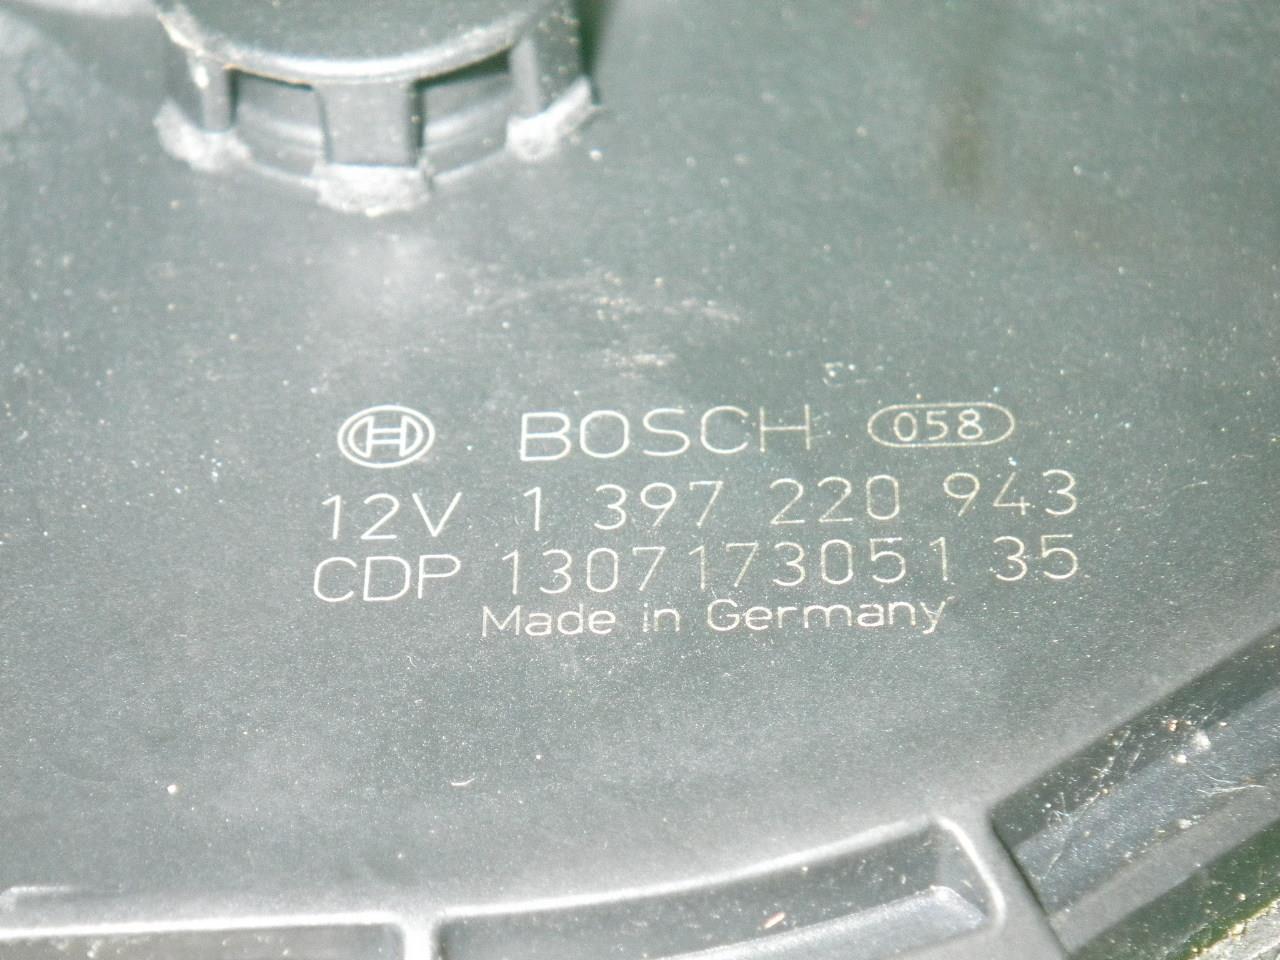 BOSCH 058
12V 1 397 220 943
CDP 1307173051 35
Made in Germany